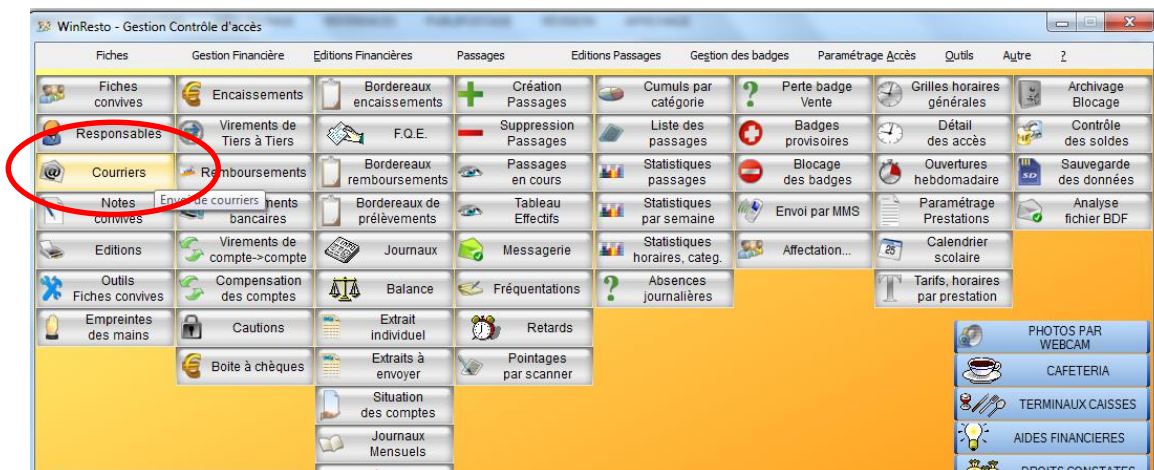 WinResto - Gestion Contrôle d'accès
Fiches Gestion Financière Editions Financières Passages Editions Passages Gestion des badges Paramétrage Accès Outils Autre ?
Fiches
convives
Encaissements
Bordereaux
encaissements
Création
Passages
Cumuls par
catégorie
Perte badge
Vente
Grilles horaires
générales
Archivage
Blocage
Responsables
Virements de
Tiers à Tiers
F.Q.E.
Suppression
Passages
Liste des
passages
Badges
provisoires
Détail
des accès
Contrôle
des soldes
Courriers
Remboursements
Bordereaux
remboursements
Passages
en cours
Statistiques
passages
Blocage
des badges
Ouvertures
hebdomadaire
Sauvegarde
des données
Notes
convives
Envoi de courriers
bancaires
Bordereaux de
prélèvements
Tableau
Effectifs
Statistiques
par semaine
Envoi par MMS
Paramétrage
Prestations
Analyse
fichier BDF
Editions
Virements de
compte->compte
Journaux
Messagerie
Statistiques
horaires, categ.
Affectation...
Calendrier
scolaire
Outils
Fiches convives
Compensation
des comptes
Balance
Fréquentations
Absences
journalières
Tarifs, horaires
par prestation
Empreintes
des mains
Cautions
Extrait
individuel
Retards
Boite à chèques
Extraits à
envoyer
Pointages
par scanner
Situation
des comptes
Journaux
Mensuels
PHOTOS PAR
WEBCAM
CAFETERIA
TERMINAUX CAISSES
AIDES FINANCIERES
DROITS CONSTATES